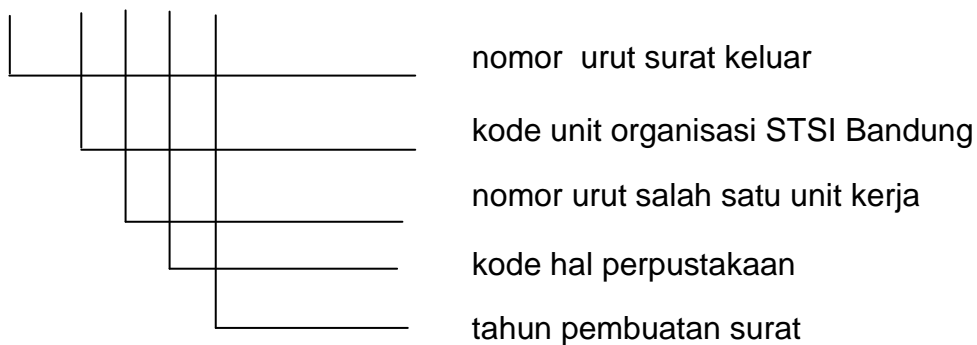 nomor urut surat keluar
kode unit organisasi STSI Bandung
nomor urut salah satu unit kerja
kode hal perpustakaan
tahun pembuatan surat